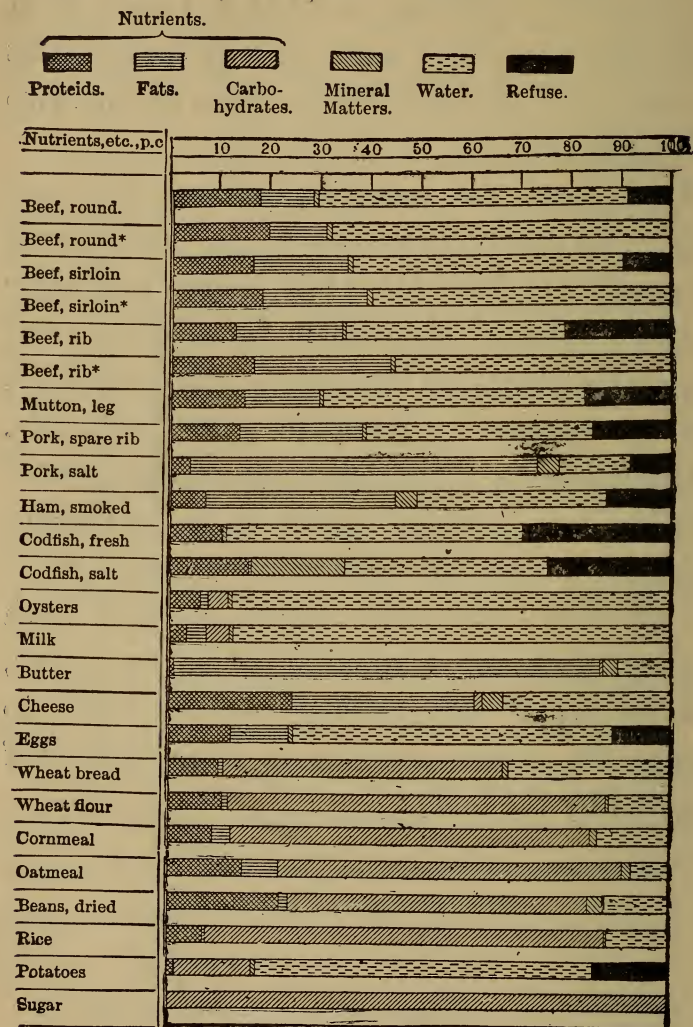 Nutrients.
Proteids. Fats. Carbo-hydrates. Mineral Matters. Water. Refuse.
Nutrients,etc.,p.c 10 20 30 40 50 60 70 80 90 100
Beef, round.
Beef, round*
Beef, sirloin
Beef, sirloin*
Beef, rib
Beef, rib*
Mutton, leg
Pork, spare rib
Pork, salt
Ham, smoked
Codfish, fresh
Codfish, salt
Oysters
Milk
Butter
Cheese
Eggs
Wheat bread
Wheat flour
Cornmeal
Oatmeal
Beans, dried
Rice
Potatoes
Sugar